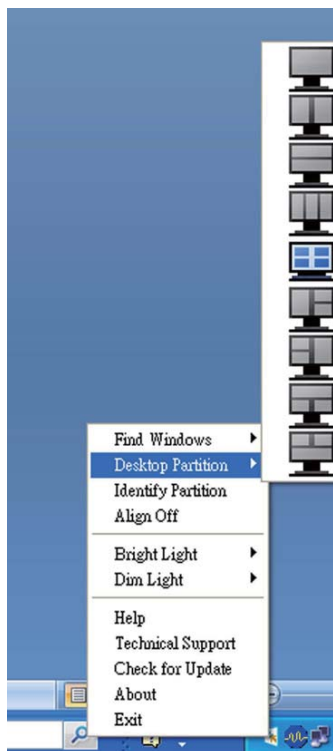 Find Windows
Desktop Partition
Identify Partition
Align Off
Bright Light
Dim Light
Help
Technical Support
Check for Update
About
Exit